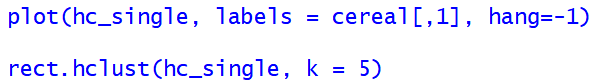 plot(hc_single, labels = cereal[,1], hang=-1)
rect.hclust(hc_single, k = 5)